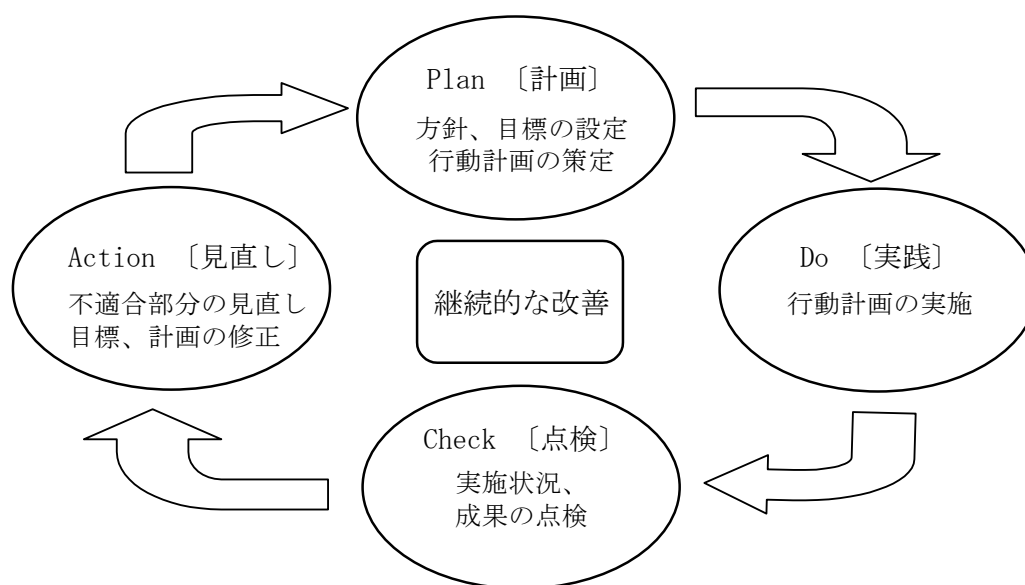 Plan 〔計画〕
方針、目標の設定
行動計画の策定
Action 〔見直し〕
不適合部分の見直し
目標、計画の修正
継続的な改善
Do 〔実践〕
行動計画の実施
Check 〔点検〕
実施状況、
成果の点検